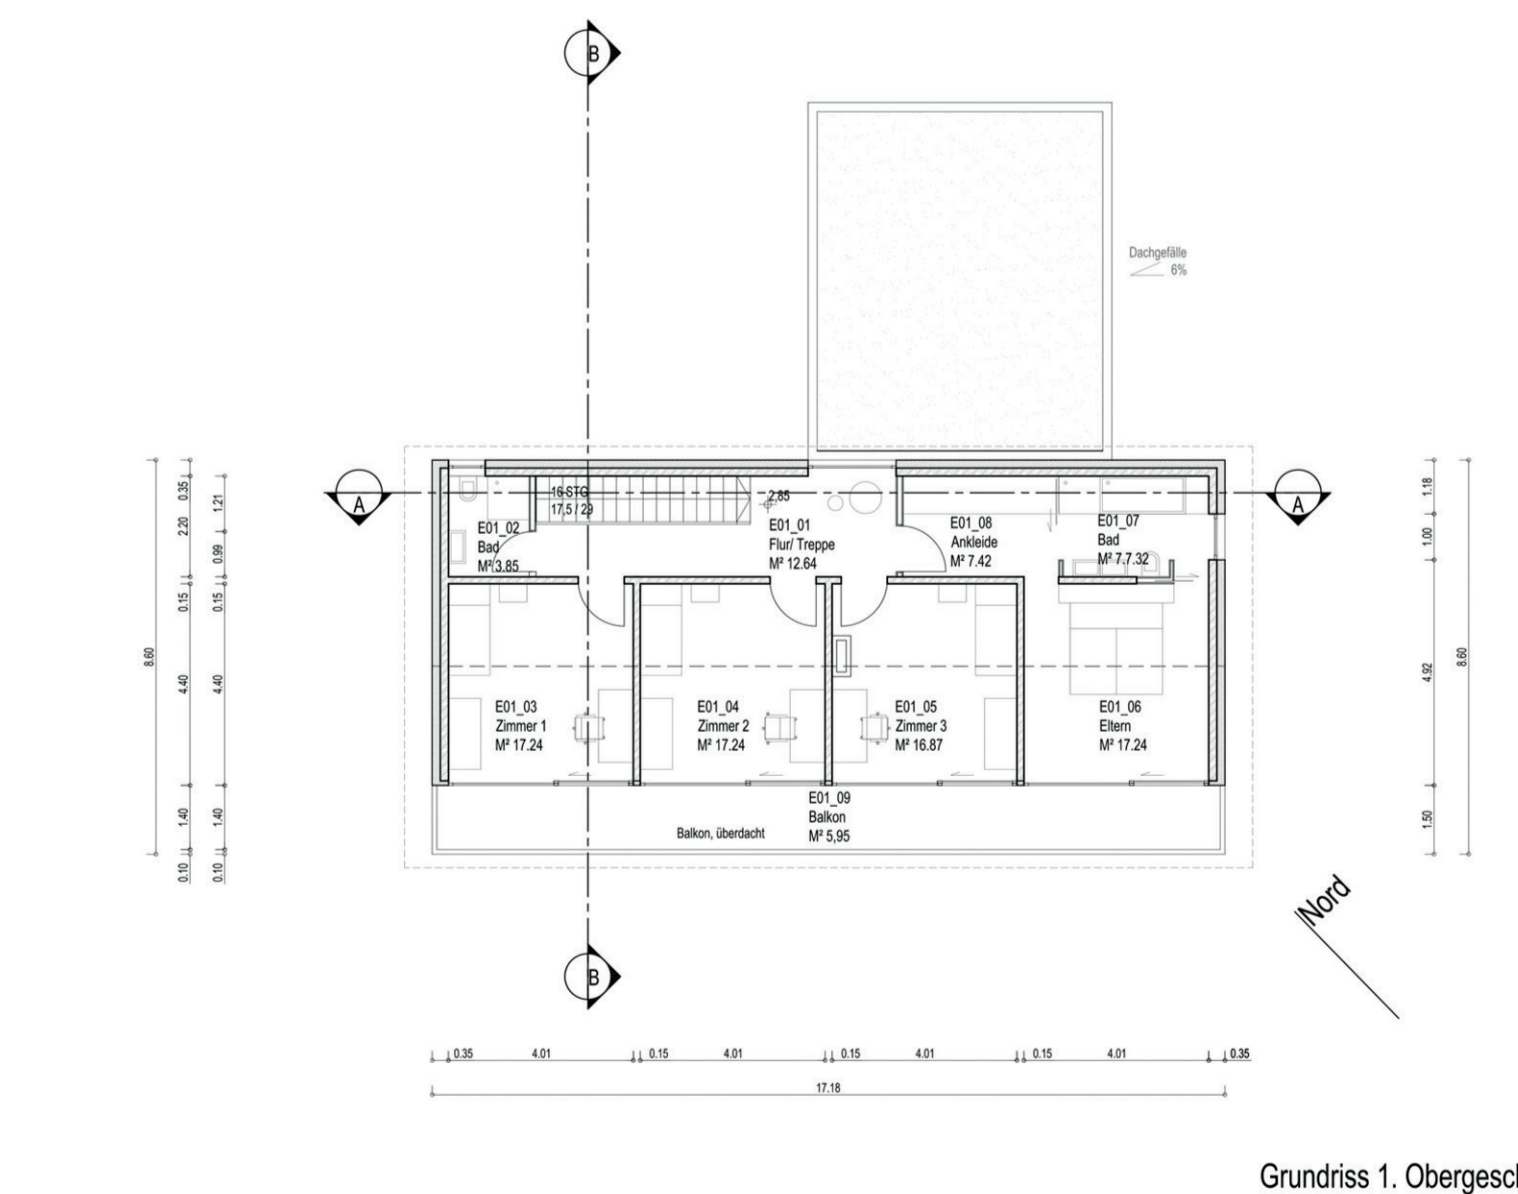 B
Dachgefälle
6%
A
A
16 STG
17,5 / 29
2,85
E01_02
Bad
M² 3.85
E01_01
Flur/ Treppe
M² 12.64
E01_08
Ankleide
M² 7.42
E01_07
Bad
M² 7.7.32
E01_03
Zimmer 1
M² 17.24
E01_04
Zimmer 2
M² 17.24
E01_05
Zimmer 3
M² 16.87
E01_06
Eltern
M² 17.24
E01_09
Balkon
M² 5,95
Balkon, überdacht
8.60
0.35
2.20
0.15
4.40
1.40
0.10
1.21
0.99
0.15
4.40
1.40
0.10
1.18
1.00
4.92
1.50
8.60
Nord
B
0.35 4.01 0.15 4.01 0.15 4.01 0.15 4.01 0.35
17.18
Grundriss 1. Obergesch